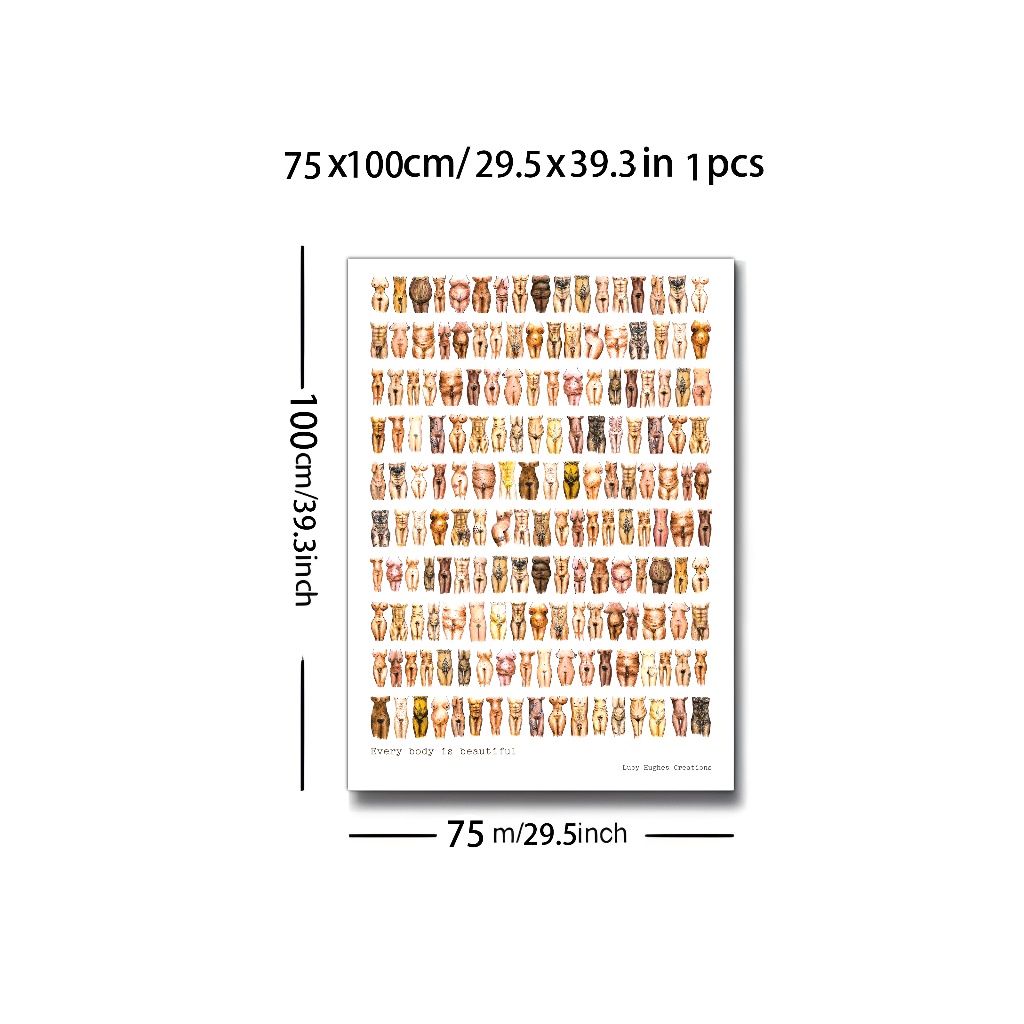 75x100cm/ 29.5x39.3in 1pcs
100cm/39.3inch
Every body is beautiful
Lucy Hughes Creations
75 m/29.5inch